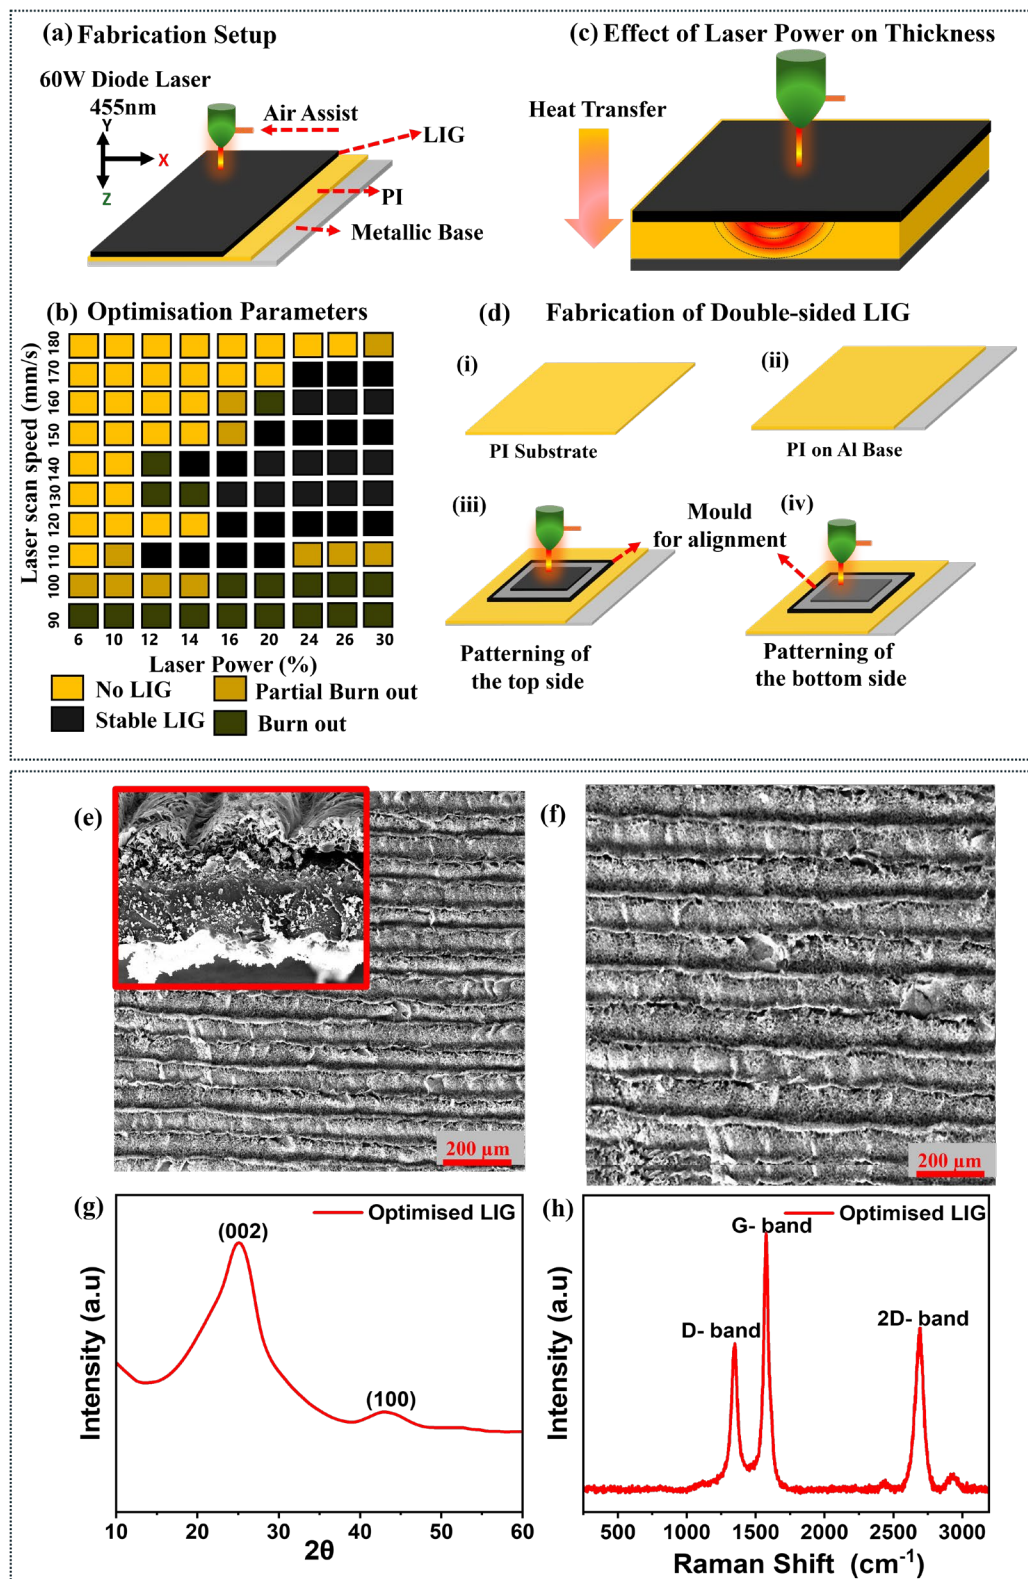 (a) Fabrication Setup
60W Diode Laser
455nm
Y
X
Z
Air Assist
LIG
PI
Metallic Base
(c) Effect of Laser Power on Thickness
Heat Transfer
(b) Optimisation Parameters
Laser scan speed (mm/s)
180
170
160
150
140
130
120
110
100
90
6 10 12 14 16 20 24 26 30
Laser Power (%)
No LIG
Partial Burn out
Stable LIG
Burn out
(d) Fabrication of Double-sided LIG
(i)
PI Substrate
(ii)
PI on Al Base
(iii)
Mould
for alignment
(iv)
Patterning of
the top side
Patterning of
the bottom side
(e)
200 µm
(f)
200 µm
(g)
Optimised LIG
(002)
(100)
Intensity (a.u)
10 20 30 40 50 60
2θ
(h)
Optimised LIG
G- band
D- band
2D- band
Intensity (a.u)
500 1000 1500 2000 2500 3000
Raman Shift (cm⁻¹)